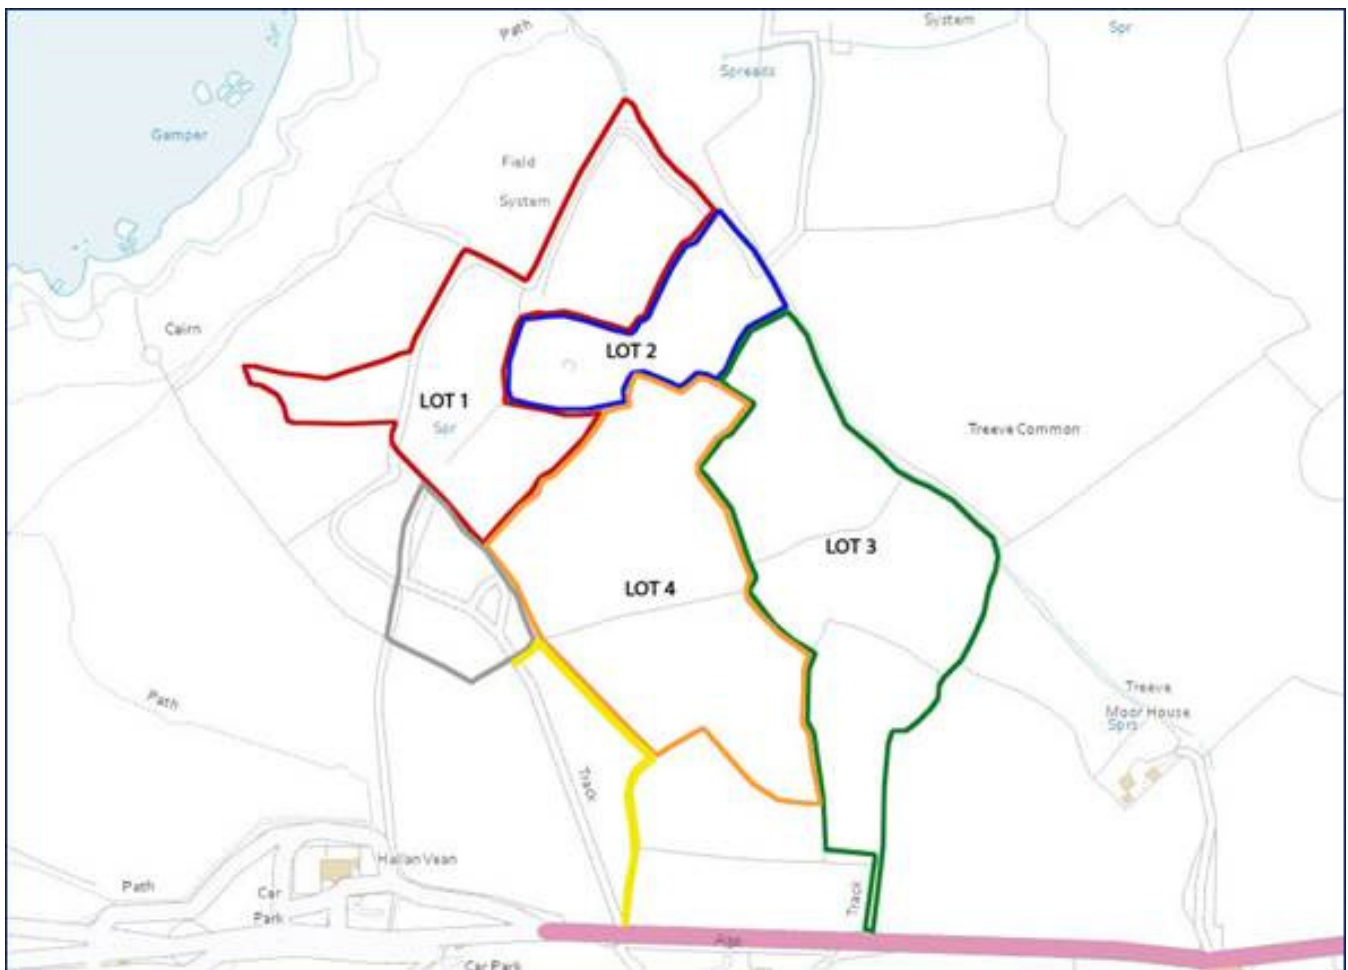 Path
System
Spr
Spreads
Gamper
Field
System
Cairn
LOT 2
LOT 1
Spr
Treeve Common
LOT 3
LOT 4
Path
Treeve
Moor House
Sprs
Track
Hallan Vean
Path
Car
Park
Track
Car Park